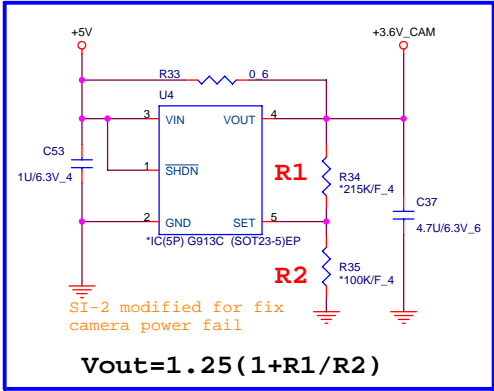 +5V
+3.6V_CAM
R33
0_6
U4
3
VIN
VOUT
4
C53
1U/6.3V_4
1
SHDN
R1
R34
*215K/F_4
C37
4.7U/6.3V_6
2
GND
SET
5
*IC(5P) G913C (SOT23-5)EP
R2
R35
*100K/F_4
SI-2 modified for fix
camera power fail
Vout=1.25(1+R1/R2)